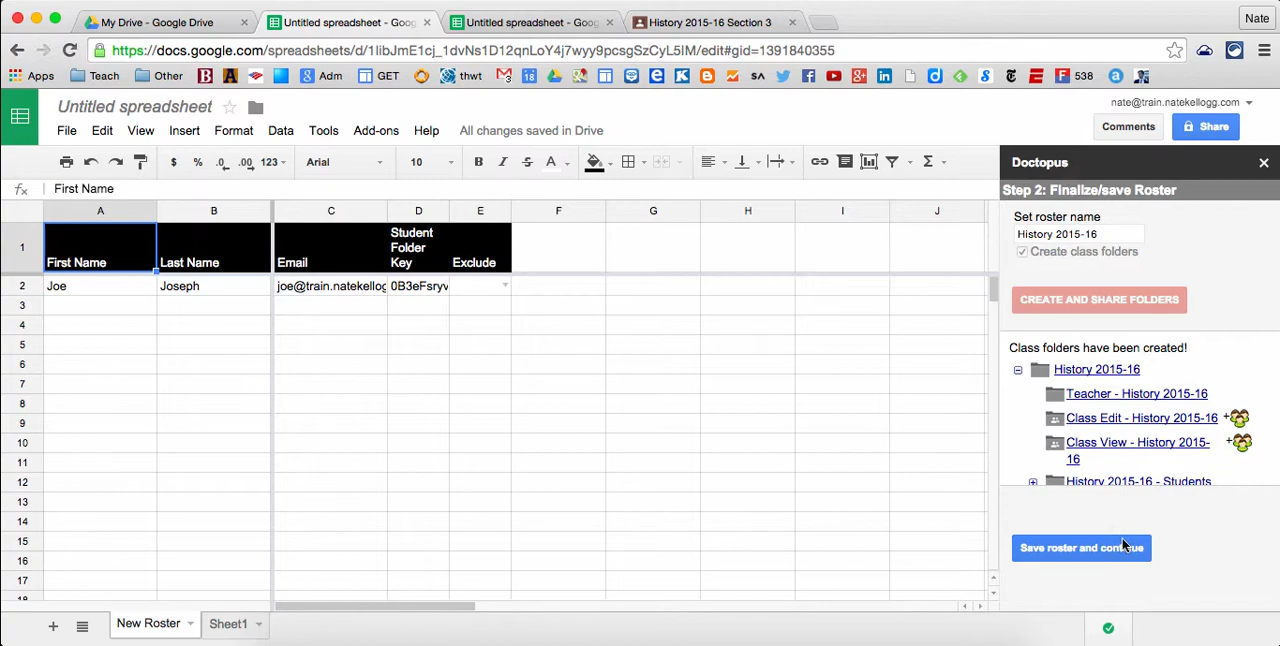 My Drive - Google Drive
Untitled spreadsheet - Goog
Untitled spreadsheet - Goog
History 2015-16 Section 3
Nate
https://docs.google.com/spreadsheets/d/1libJmE1cj_1dvNs1D12qnLoY4j7wyy9pcsgSzCyL5IM/edit#gid=1391840355
Apps Teach Other Adm GET thwt 538
Untitled spreadsheet
nate@train.natekellogg.com
File Edit View Insert Format Data Tools Add-ons Help All changes saved in Drive
Comments Share
$ % .0 .00 123 Arial 10 B I S A
Doctopus
fx First Name
Step 2: Finalize/save Roster
A B C D E F G H I J
Set roster name
History 2015-16
Create class folders
1 First Name Last Name Email Student Folder Key Exclude
2 Joe Joseph joe@train.natekellog 0B3eFsryv
3
4
5
6
7
8
9
10
11
12
13
14
15
16
17
18
CREATE AND SHARE FOLDERS
Class folders have been created!
History 2015-16
Teacher - History 2015-16
Class Edit - History 2015-16
Class View - History 2015-
16
History 2015-16 - Students
Save roster and continue
New Roster Sheet1